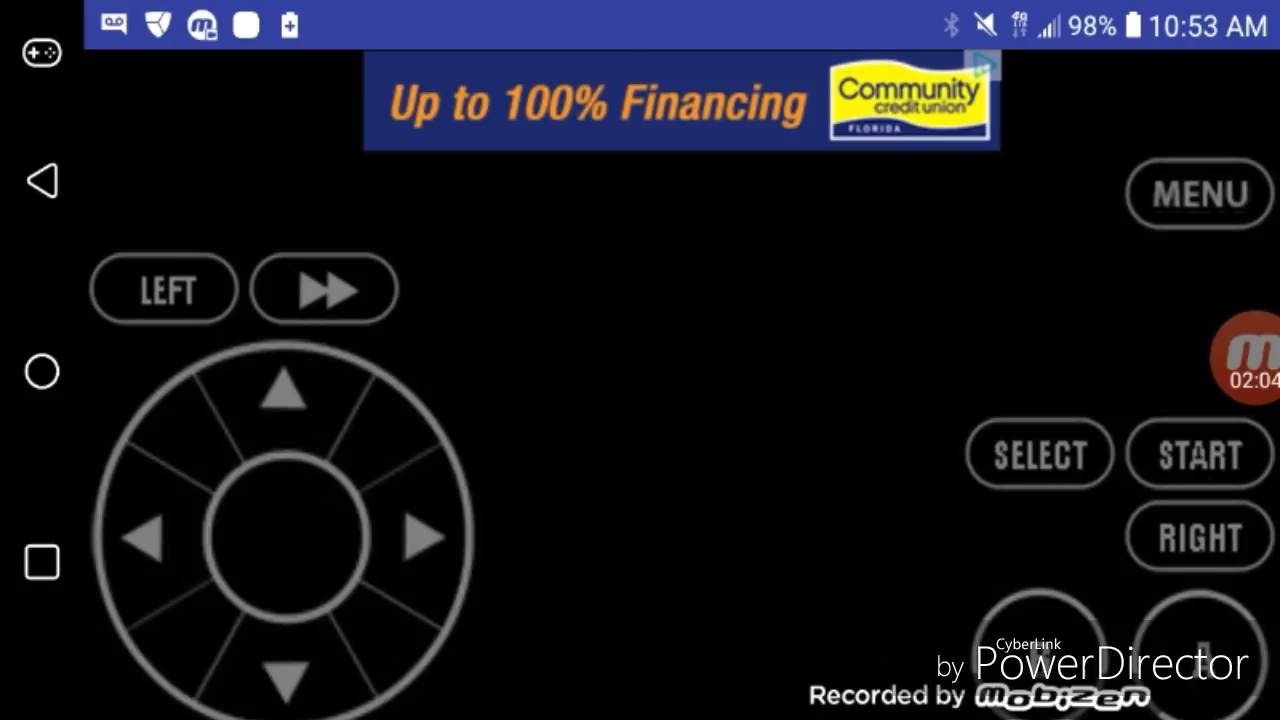 98% 10:53 AM
Up to 100% Financing
Community
credit union
FLORIDA
MENU
LEFT
m
02:04
SELECT START
RIGHT
A
CyberLink
by PowerDirector
Recorded by mobizen